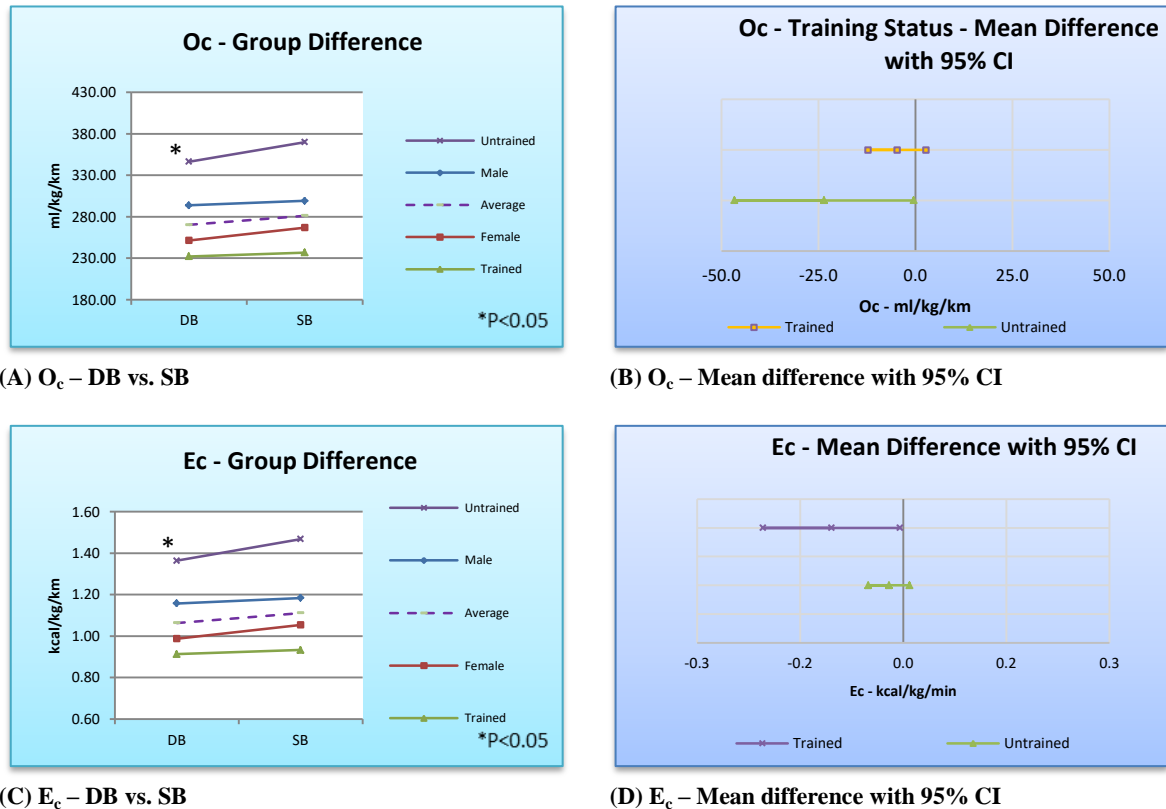 Oc - Group Difference
430.00
380.00
330.00
280.00
230.00
180.00
ml/kg/km
*
DB
SB
Untrained
Male
Average
Female
Trained
*P<0.05
(A) Oc – DB vs. SB
Oc - Training Status - Mean Difference
with 95% CI
-50.0
-25.0
0.0
25.0
50.0
Oc - ml/kg/km
Trained
Untrained
(B) Oc – Mean difference with 95% CI
Ec - Group Difference
1.60
1.40
1.20
1.00
0.80
0.60
kcal/kg/km
*
DB
SB
Untrained
Male
Average
Female
Trained
*P<0.05
(C) Ec – DB vs. SB
Ec - Mean Difference with 95% CI
-0.3
-0.2
0.0
0.2
0.3
Ec - kcal/kg/min
Trained
Untrained
(D) Ec – Mean difference with 95% CI